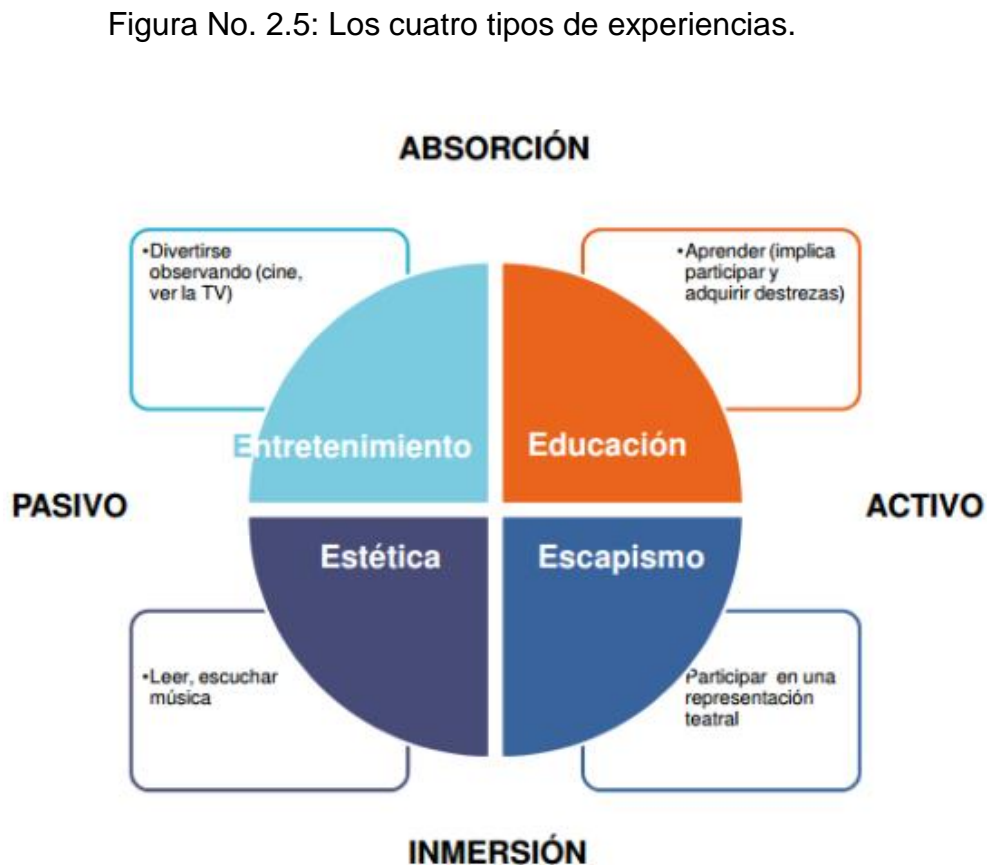 Figura No. 2.5: Los cuatro tipos de experiencias.
ABSORCIÓN
•Divertirse
observando (cine,
ver la TV)
•Aprender (implica
participar y
adquirir destrezas)
Entretenimiento
Educación
PASIVO
ACTIVO
Estética
Escapismo
•Leer, escuchar
música
Participar en una
representación
teatral
INMERSIÓN